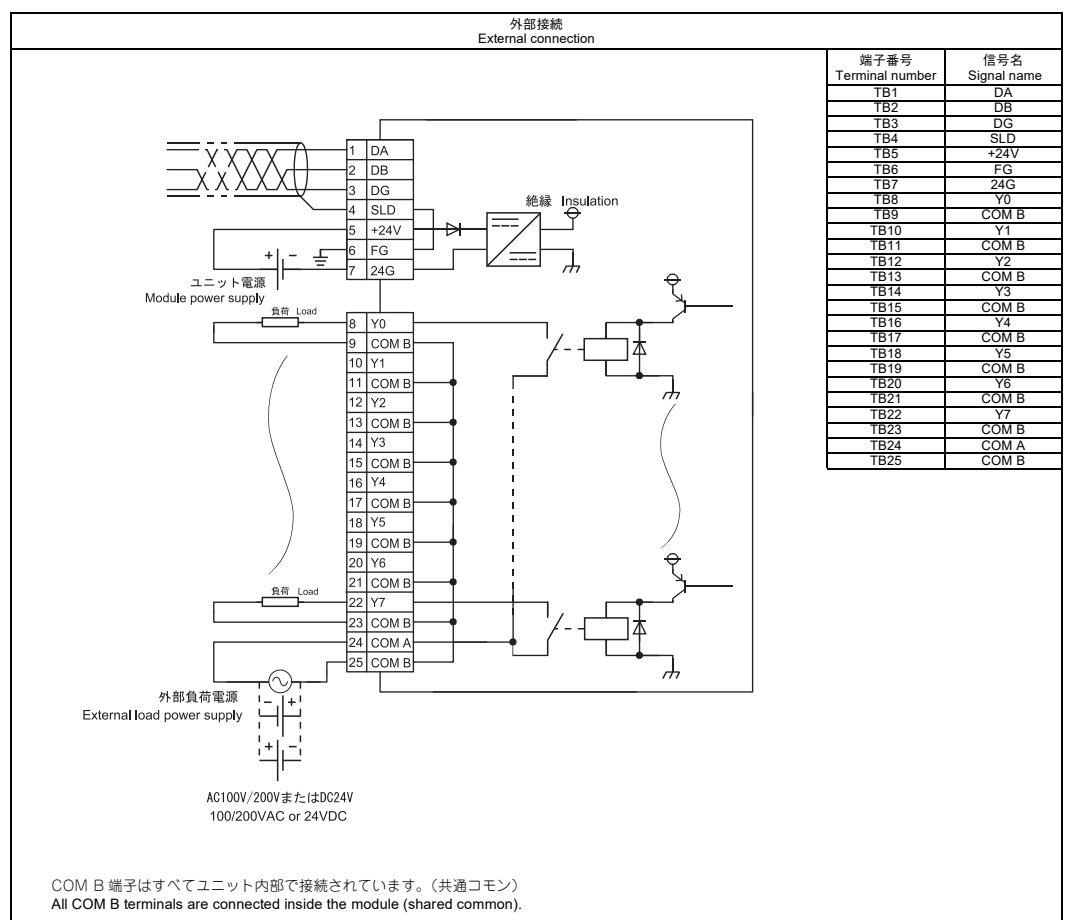 外部接続
External connection
端子番号 信号名
Terminal number Signal name
TB1 DA
TB2 DB
TB3 DG
TB4 SLD
TB5 +24V
TB6 FG
TB7 24G
TB8 Y0
TB9 COM B
TB10 Y1
TB11 COM B
TB12 Y2
TB13 COM B
TB14 Y3
TB15 COM B
TB16 Y4
TB17 COM B
TB18 Y5
TB19 COM B
TB20 Y6
TB21 COM B
TB22 Y7
TB23 COM B
TB24 COM A
TB25 COM B
1 DA
2 DB
3 DG
4 SLD
5 +24V
6 FG
7 24G
絶縁 Insulation
+ −
ユニット電源
Module power supply
負荷 Load
8 Y0
9 COM B
10 Y1
11 COM B
12 Y2
13 COM B
14 Y3
15 COM B
16 Y4
17 COM B
18 Y5
19 COM B
20 Y6
21 COM B
負荷 Load
22 Y7
23 COM B
24 COM A
25 COM B
外部負荷電源
External load power supply
− +
+ −
AC100V/200VまたはDC24V
100/200VAC or 24VDC
COM B 端子はすべてユニット内部で接続されています。(共通コモン)
All COM B terminals are connected inside the module (shared common).